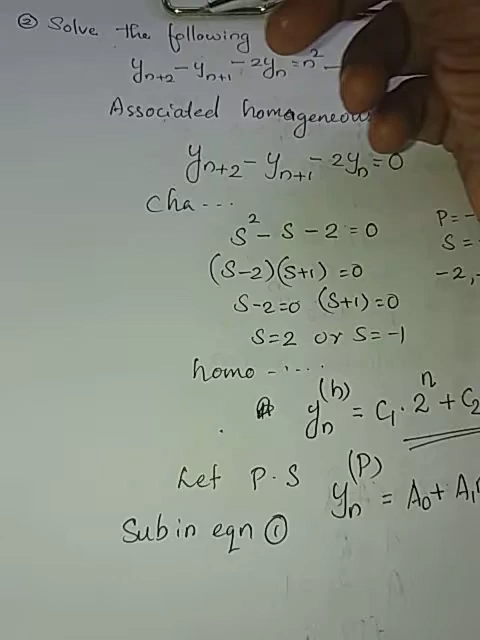 ② Solve the following
yₙ₊₂ - yₙ₊₁ - 2yₙ = n² -
Associated homogeneous
yₙ₊₂ - yₙ₊₁ - 2yₙ = 0
Cha ....
s² - s - 2 = 0
P = -
(s-2)(s+1) = 0
s = -
s-2=0 (s+1)=0
-2, -
s=2 or s=-1
homo -....
yₙ⁽ʰ⁾ = C₁ · 2ⁿ + C₂
Let P.S yₙ⁽ᴾ⁾ = A₀ + A₁
Sub in eqn ①